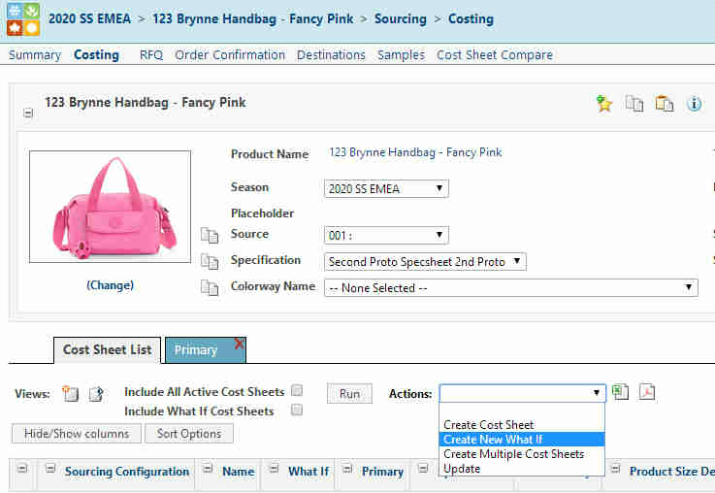 2020 SS EMEA > 123 Brynne Handbag - Fancy Pink > Sourcing > Costing
Summary Costing RFQ Order Confirmation Destinations Samples Cost Sheet Compare
123 Brynne Handbag - Fancy Pink
Product Name 123 Brynne Handbag - Fancy Pink
Season 2020 SS EMEA
Placeholder
Source 001 :
Specification Second Proto Specsheet 2nd Proto
(Change) Colorway Name -- None Selected --
Cost Sheet List Primary
Views: Include All Active Cost Sheets Run Actions:
Include What If Cost Sheets
Hide/Show columns Sort Options
Create Cost Sheet
Create New What If
Create Multiple Cost Sheets
Update
Sourcing Configuration Name What If Primary Product Size De